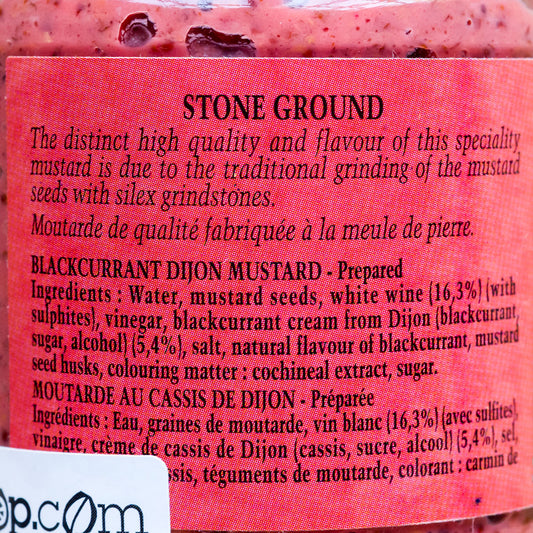 STONE GROUND
The distinct high quality and flavour of this speciality
mustard is due to the traditional grinding of the mustard
seeds with silex grindstones.
Moutarde de qualité fabriquée à la meule de pierre.
BLACKCURRANT DIJON MUSTARD - Prepared
Ingredients : Water, mustard seeds, white wine (16,3%) (with
sulphites), vinegar, blackcurrant cream from Dijon (blackcurrant,
sugar, alcohol) (5,4%), salt, natural flavour of blackcurrant, mustard
seed husks, colouring matter : cochineal extract, sugar.
MOUTARDE AU CASSIS DE DIJON - Préparée
Ingrédients : Eau, graines de moutarde, vin blanc (16,3%) (avec sulfites),
vinaigre, crème de cassis de Dijon (cassis, sucre, alcool) (5,4%), sel,
téguments de moutarde, colorant : carmin de
op.com